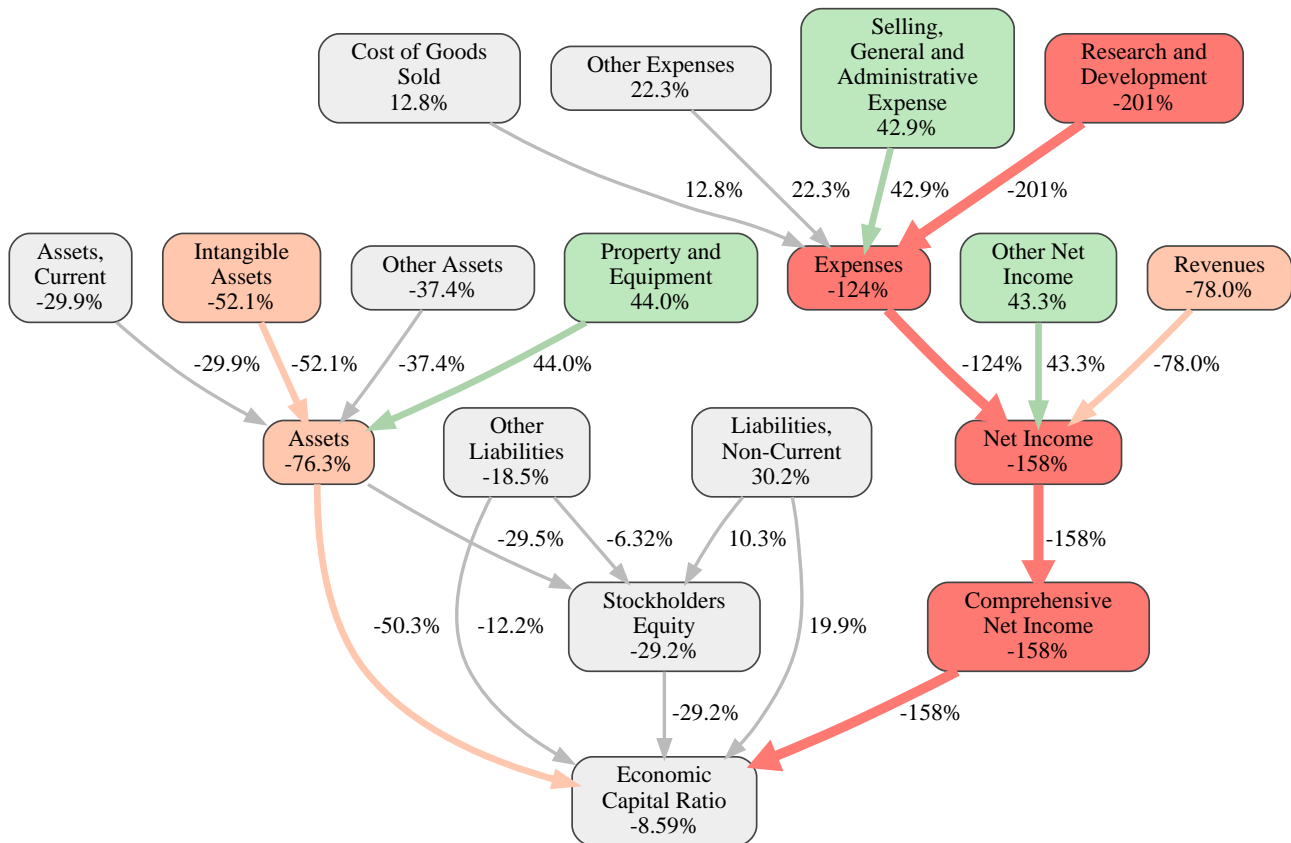 Cost of Goods
Sold
12.8%
Other Expenses
22.3%
Selling,
General and
Administrative
Expense
42.9%
Research and
Development
-201%
12.8%
22.3%
42.9%
-201%
Assets,
Current
-29.9%
Intangible
Assets
-52.1%
Other Assets
-37.4%
Property and
Equipment
44.0%
Expenses
-124%
Other Net
Income
43.3%
Revenues
-78.0%
-29.9%
-52.1%
-37.4%
44.0%
-124%
43.3%
-78.0%
Assets
-76.3%
Other
Liabilities
-18.5%
Liabilities,
Non-Current
30.2%
Net Income
-158%
-29.5%
-6.32%
10.3%
-158%
-50.3%
-12.2%
Stockholders
Equity
-29.2%
19.9%
Comprehensive
Net Income
-158%
-29.2%
-158%
Economic
Capital Ratio
-8.59%